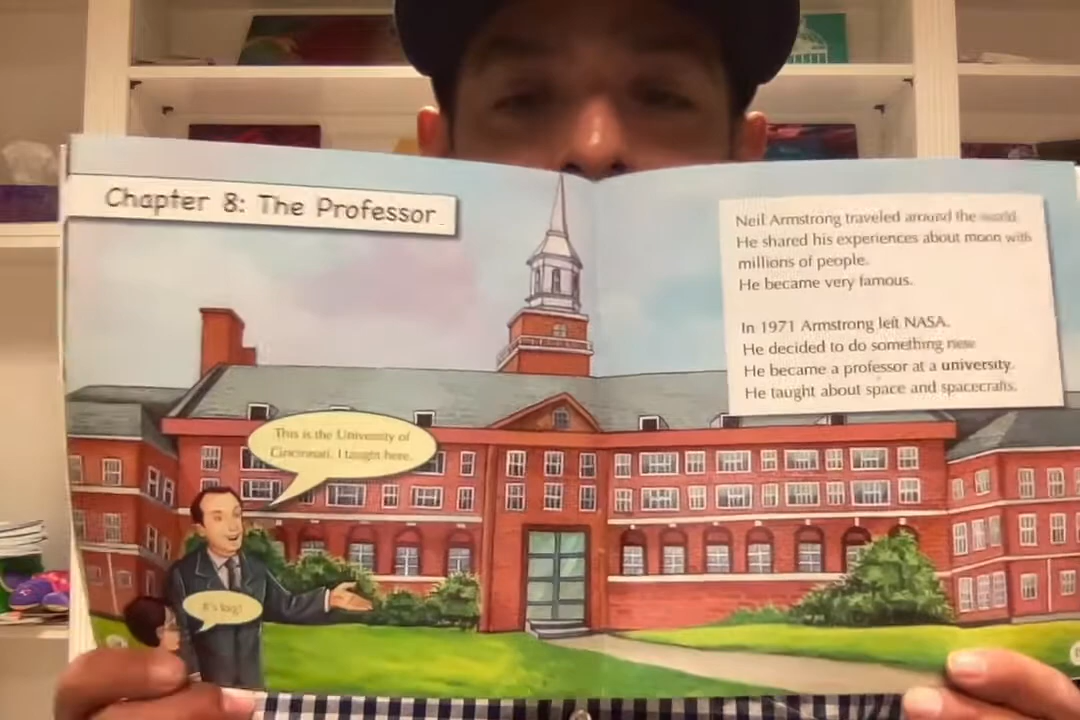 Chapter 8: The Professor
Neil Armstrong traveled around the world.
He shared his experiences about moon with
millions of people.
He became very famous.
In 1971 Armstrong left NASA.
He decided to do something new
He became a professor at a university.
He taught about space and spacecrafts.
This is the University of
Cincinnati. I taught here.
It's big!